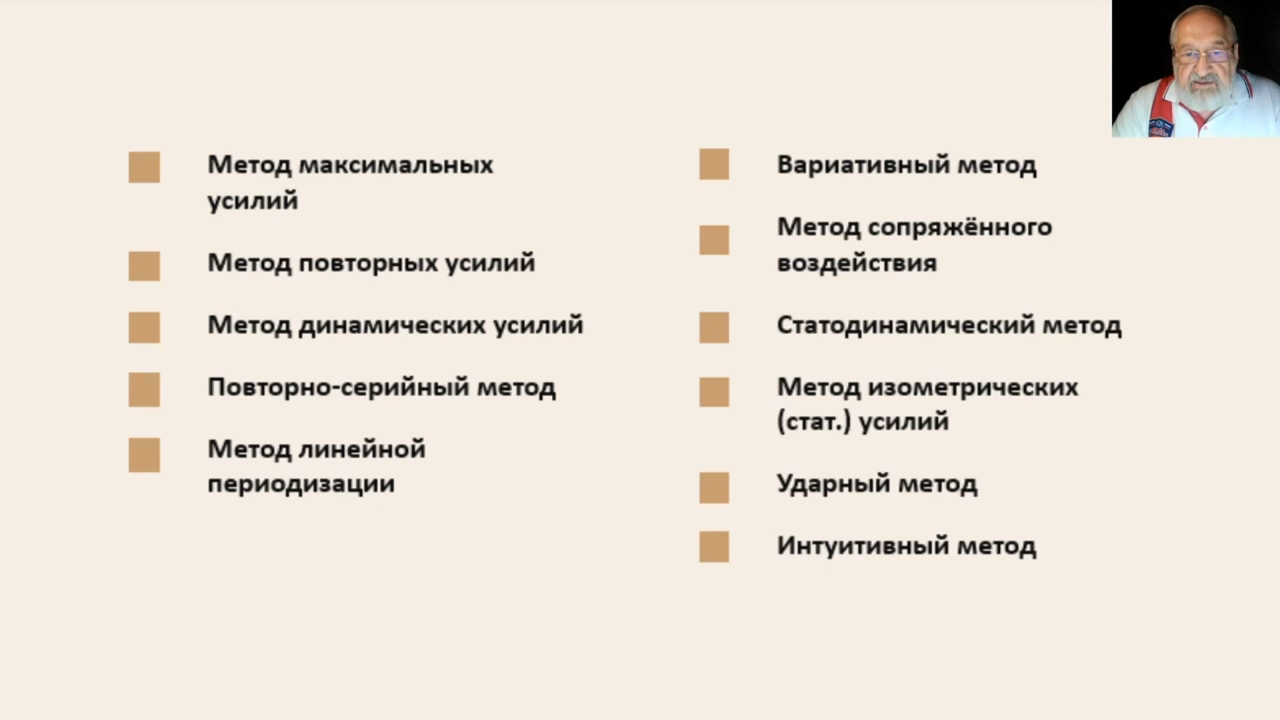 Метод максимальных
усилий
Метод повторных усилий
Метод динамических усилий
Повторно-серийный метод
Метод линейной
периодизации
Вариативный метод
Метод сопряжённого
воздействия
Статодинамический метод
Метод изометрических
(стат.) усилий
Ударный метод
Интуитивный метод